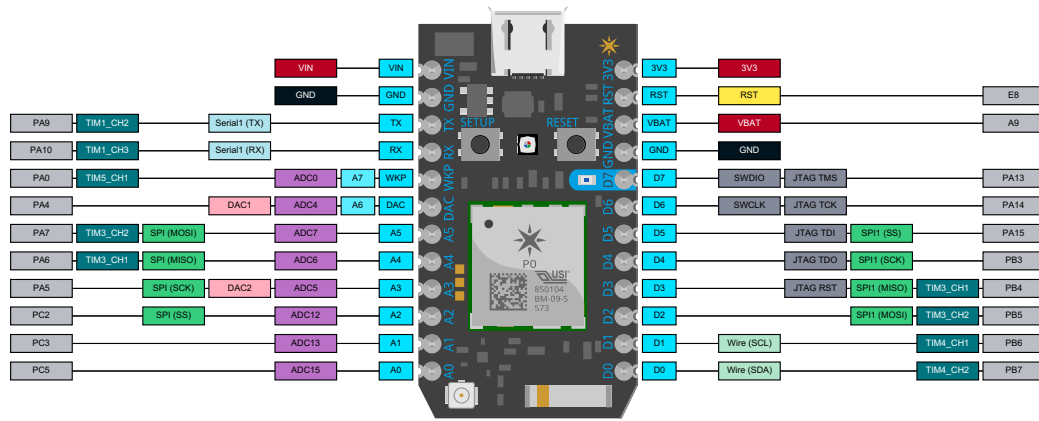 VIN VIN VIN 3V3 3V3 3V3
GND GND GND RST RST RST E8
PA9 TIM1_CH2 Serial1 (TX) TX TX SETUP RESET VBAT VBAT VBAT A9
PA10 TIM1_CH3 Serial1 (RX) RX RX GND GND GND
PA0 TIM5_CH1 ADC0 A7 WKP WKP D7 D7 SWDIO JTAG TMS PA13
PA4 DAC1 ADC4 A6 DAC DAC D6 D6 SWCLK JTAG TCK PA14
PA7 TIM3_CH2 SPI (MOSI) ADC7 A5 A5 D5 D5 JTAG TDI SPI1 (SS) PA15
PA6 TIM3_CH1 SPI (MISO) ADC6 A4 A4 D4 D4 JTAG TDO SPI1 (SCK) PB3
PA5 SPI (SCK) DAC2 ADC5 A3 A3 D3 D3 JTAG RST SPI1 (MISO) TIM3_CH1 PB4
PC2 SPI (SS) ADC12 A2 A2 D2 D2 SPI1 (MOSI) TIM3_CH2 PB5
PC3 ADC13 A1 A1 D1 D1 Wire (SCL) TIM4_CH1 PB6
PC5 ADC15 A0 A0 D0 D0 Wire (SDA) TIM4_CH2 PB7
P0
USI
850104
BM-09-S
573